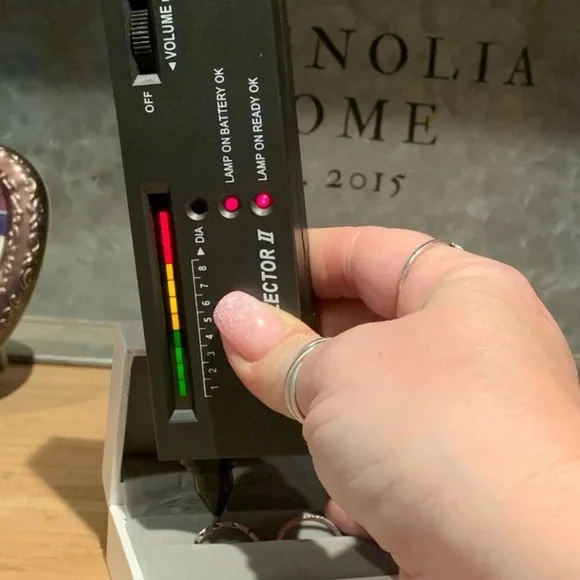 ◄ VOLUME
OFF
LAMP ON BATTERY OK
LAMP ON READY OK
► DIA
1 2 3 4 5 6 7 8
ECTOR II
NOLIA
OME
2015